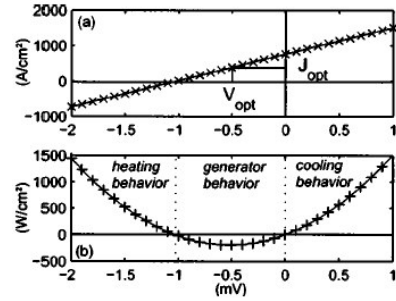 2000
(a)
1000
(A/cm²)
J opt
0
V opt
-1000
-2 -1.5 -1 -0.5 0 0.5 1
1500
heating behavior
generator behavior
cooling behavior
1000
(W/cm²)
500
0
(b)
-500
-2 -1.5 -1 -0.5 0 0.5 1
(mV)